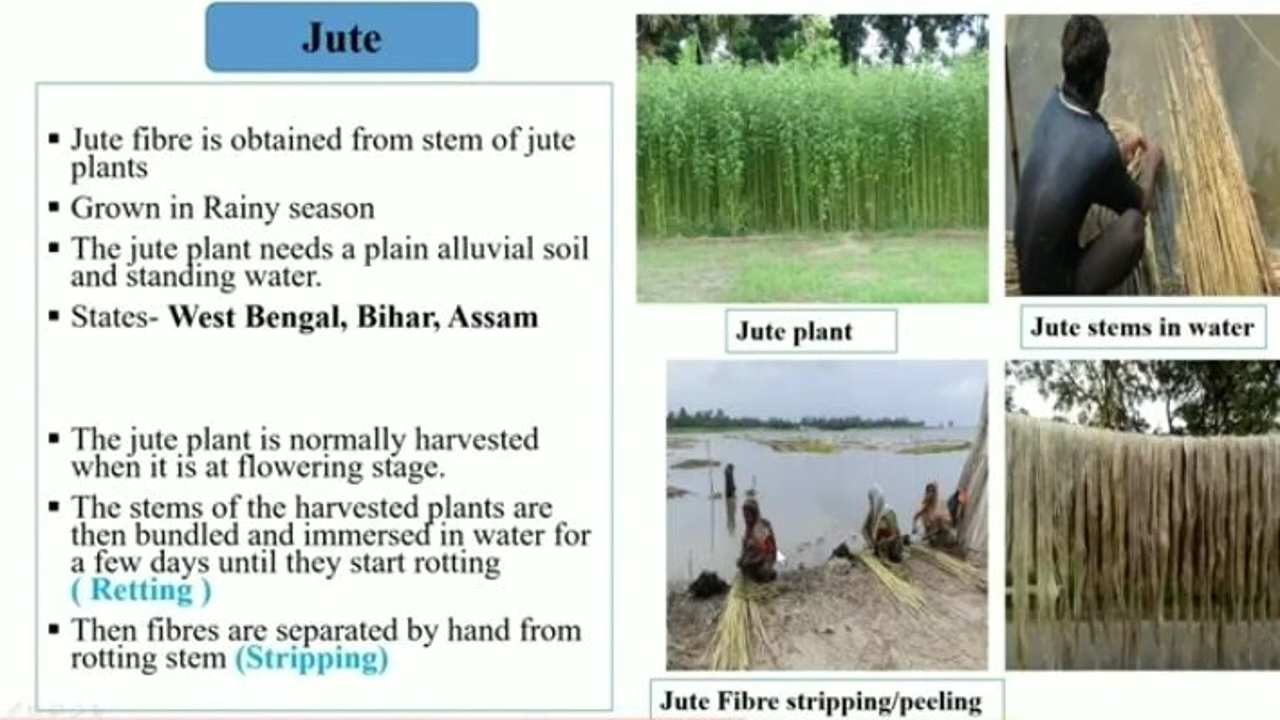 Jute
▪ Jute fibre is obtained from stem of jute
plants
▪ Grown in Rainy season
▪ The jute plant needs a plain alluvial soil
and standing water.
▪ States- West Bengal, Bihar, Assam
▪ The jute plant is normally harvested
when it is at flowering stage.
▪ The stems of the harvested plants are
then bundled and immersed in water for
a few days until they start rotting
( Retting )
▪ Then fibres are separated by hand from
rotting stem (Stripping)
Jute plant
Jute stems in water
Jute Fibre stripping/peeling